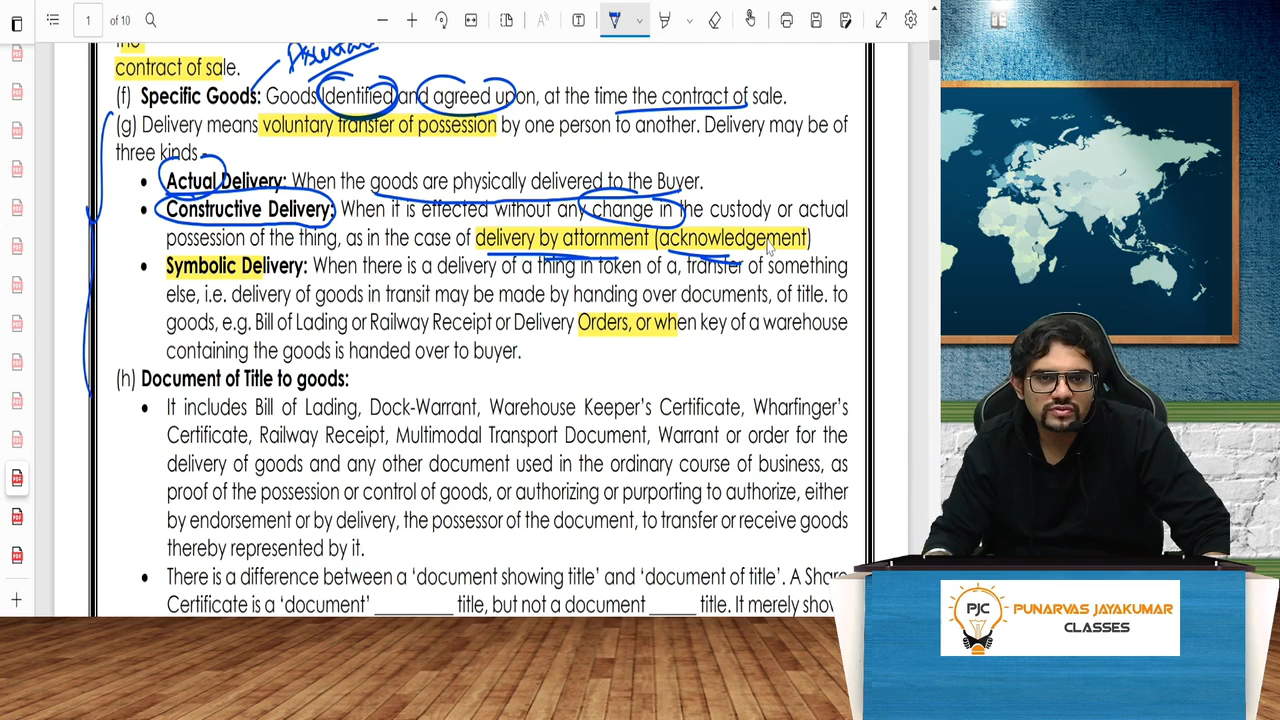 1 of 10
contract of sale.
(f) Specific Goods: Goods Identified and agreed upon, at the time the contract of sale.
(g) Delivery means voluntary transfer of possession by one person to another. Delivery may be of
three kinds
• Actual Delivery: When the goods are physically delivered to the Buyer.
• Constructive Delivery: When it is effected without any change in the custody or actual
possession of the thing, as in the case of delivery by attornment (acknowledgement)
• Symbolic Delivery: When there is a delivery of a thing in token of a, transfer of something
else, i.e. delivery of goods in transit may be made by handing over documents, of title. to
goods, e.g. Bill of Lading or Railway Receipt or Delivery Orders, or when key of a warehouse
containing the goods is handed over to buyer.
(h) Document of Title to goods:
• It includes Bill of Lading, Dock-Warrant, Warehouse Keeper's Certificate, Wharfinger's
Certificate, Railway Receipt, Multimodal Transport Document, Warrant or order for the
delivery of goods and any other document used in the ordinary course of business, as
proof of the possession or control of goods, or authorizing or purporting to authorize, either
by endorsement or by delivery, the possessor of the document, to transfer or receive goods
thereby represented by it.
• There is a difference between a 'document showing title' and 'document of title'. A Share
Certificate is a 'document' ________ title, but not a document _____ title. It merely show
PJC PUNARVAS JAYAKUMAR
CLASSES